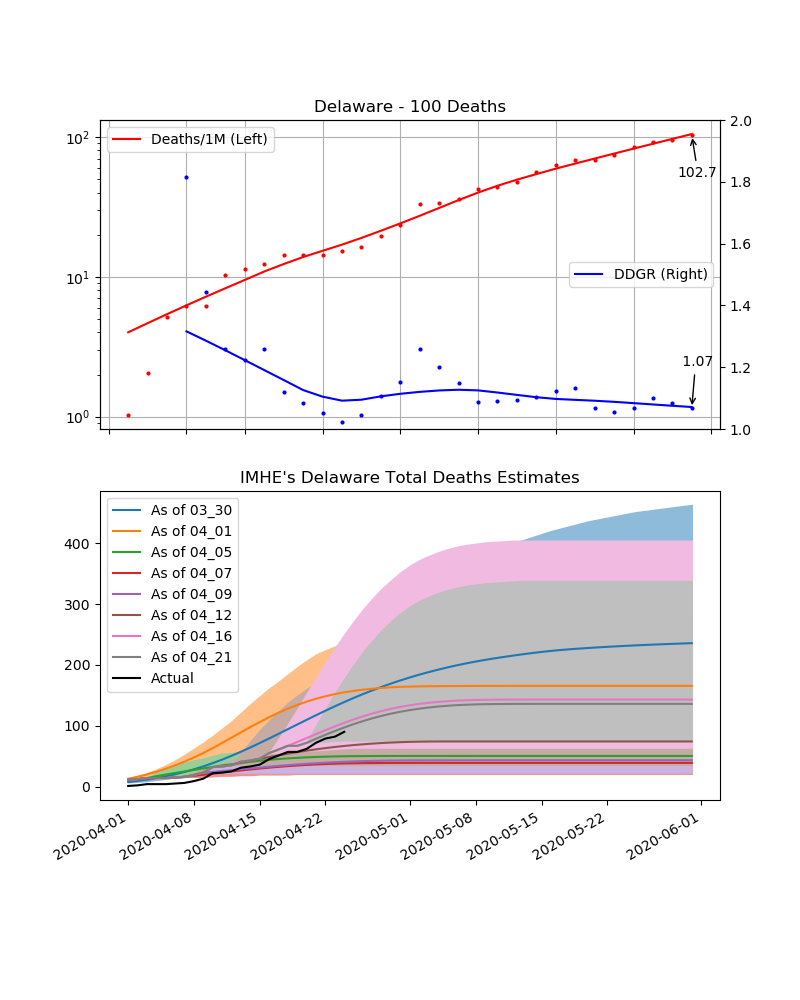 Delaware - 100 Deaths
Deaths/1M (Left)
DDGR (Right)
102.7
1.07
10²
10¹
10⁰
2.0
1.8
1.6
1.4
1.2
1.0
IMHE's Delaware Total Deaths Estimates
As of 03_30
As of 04_01
As of 04_05
As of 04_07
As of 04_09
As of 04_12
As of 04_16
As of 04_21
Actual
400
300
200
100
0
2020-04-01
2020-04-08
2020-04-15
2020-04-22
2020-05-01
2020-05-08
2020-05-15
2020-05-22
2020-06-01